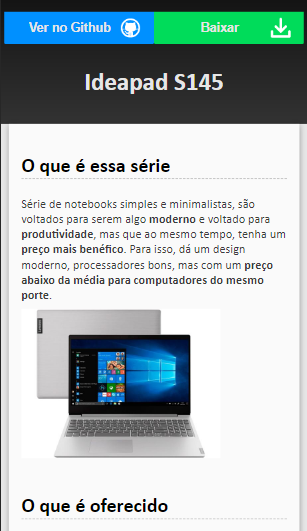 Ver no Github
Baixar
Ideapad S145
O que é essa série
Série de notebooks simples e minimalistas, são
voltados para serem algo moderno e voltado para
produtividade, mas que ao mesmo tempo, tenha um
preço mais benéfico. Para isso, dá um design
moderno, processadores bons, mas com um preço
abaixo da média para computadores do mesmo
porte.
O que é oferecido